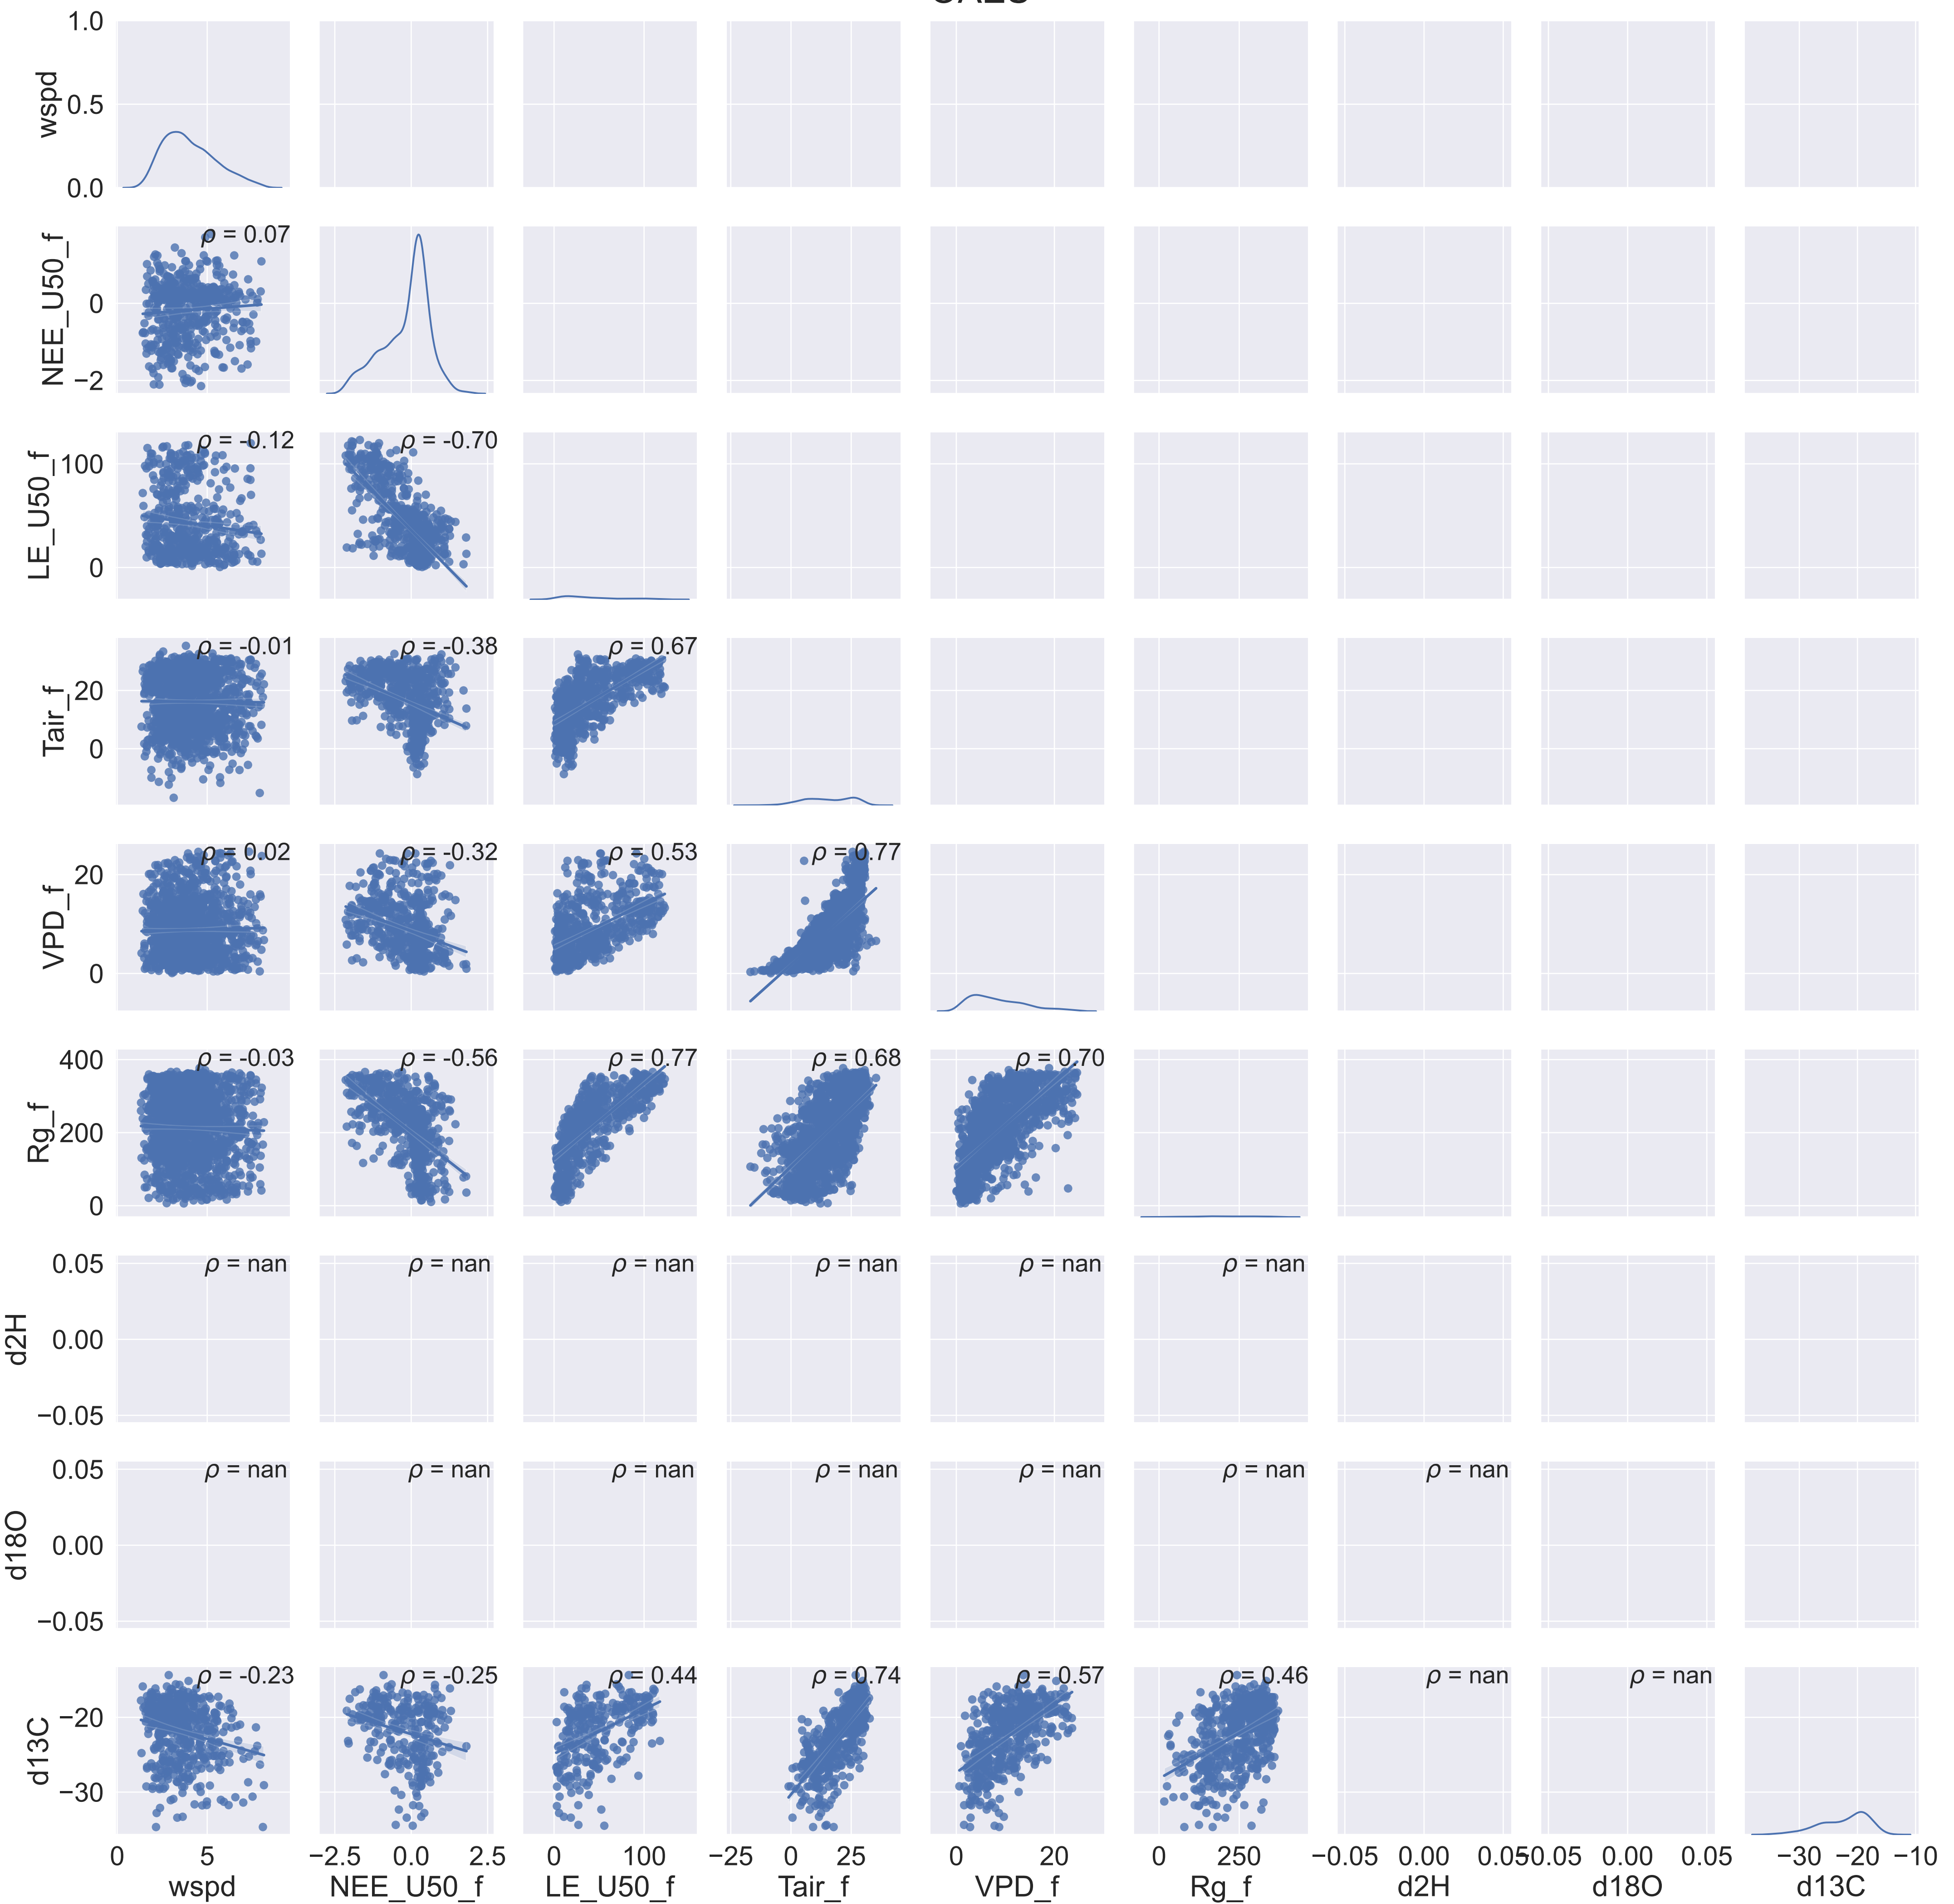 1.0
wspd
0.5
0.0
NEE_U50_f
ρ = 0.07
0
−2
LE_U50_f
ρ = -0.12
ρ = -0.70
100
0
Tair_f
ρ = -0.01
ρ = -0.38
ρ = 0.67
20
0
VPD_f
ρ = 0.02
ρ = -0.32
ρ = 0.53
ρ = 0.77
20
0
Rg_f
400
ρ = -0.03
ρ = -0.56
ρ = 0.77
ρ = 0.68
ρ = 0.70
200
0
d2H
0.05
ρ = nan
ρ = nan
ρ = nan
ρ = nan
ρ = nan
ρ = nan
0.00
−0.05
d18O
0.05
ρ = nan
ρ = nan
ρ = nan
ρ = nan
ρ = nan
ρ = nan
ρ = nan
0.00
−0.05
d13C
ρ = -0.23
ρ = -0.25
ρ = 0.44
ρ = 0.74
ρ = 0.57
ρ = 0.46
ρ = nan
ρ = nan
−20
−30
0 5
−2.5 0.0 2.5
0 100
−25 0 25
0 20
0 250
−0.05 0.00 0.05
−0.05 0.00 0.05
−30 −20 −10
wspd NEE_U50_f LE_U50_f Tair_f VPD_f Rg_f d2H d18O d13C